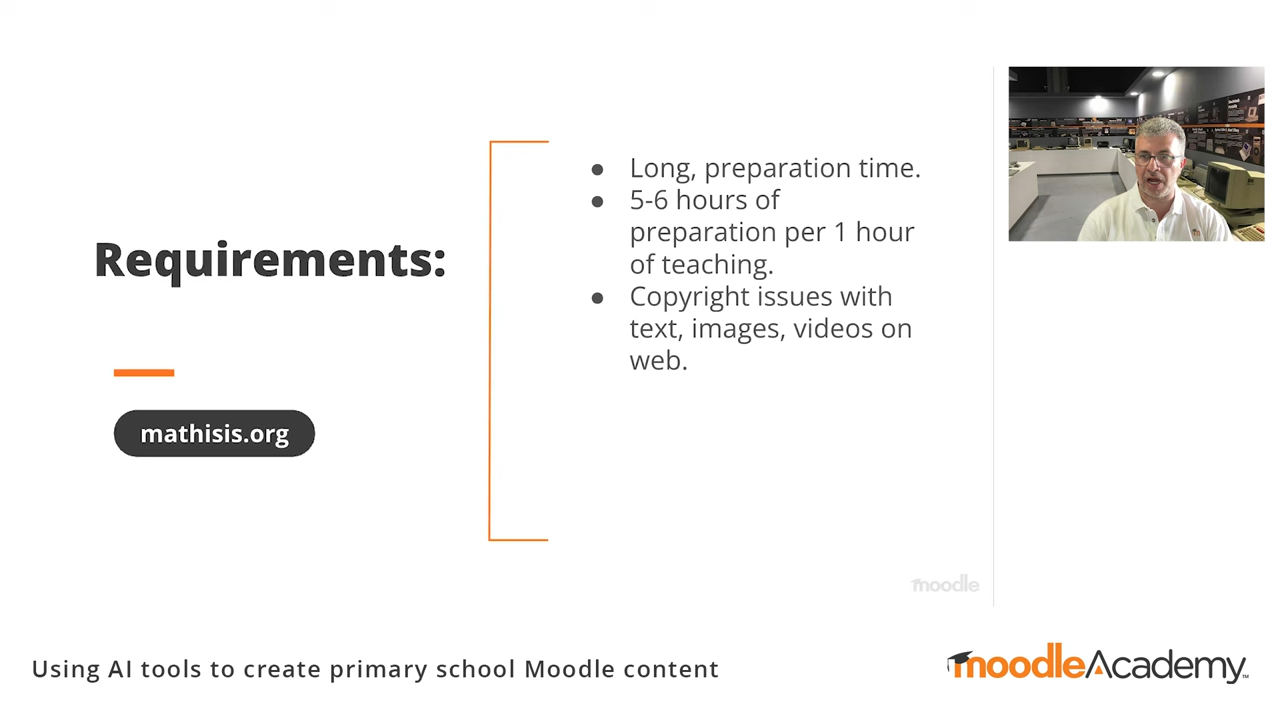 Requirements:
mathisis.org
● Long, preparation time.
● 5-6 hours of
preparation per 1 hour
of teaching.
● Copyright issues with
text, images, videos on
web.
moodle
Using AI tools to create primary school Moodle content
moodleAcademy™